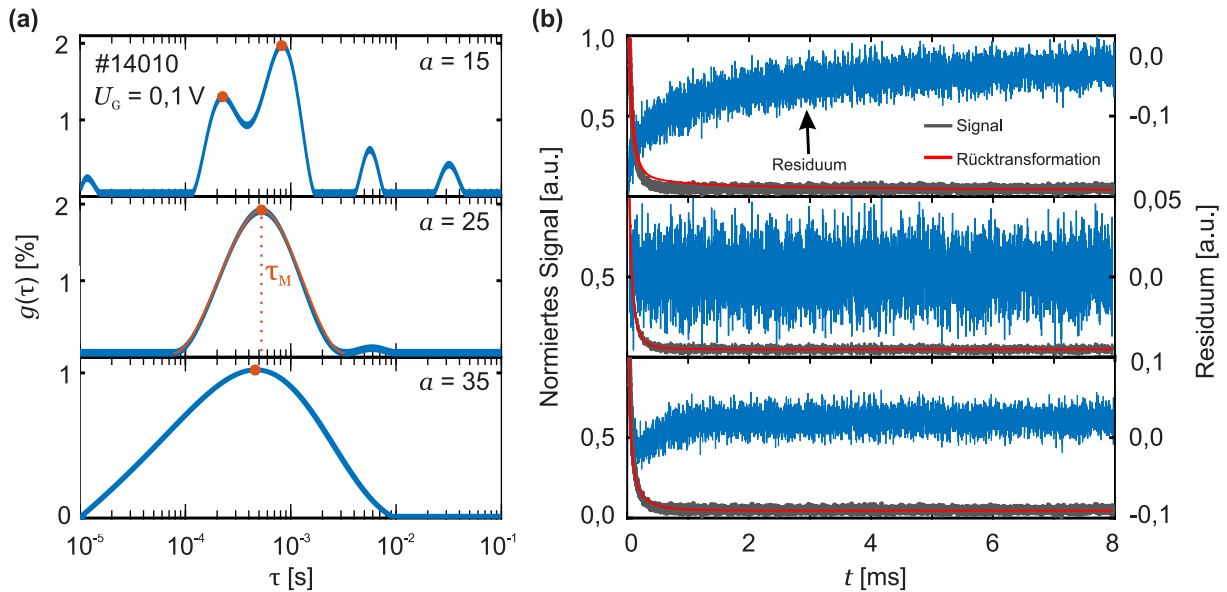 (a)
2
1
#14010
U_G = 0,1 V
a = 15
2
1
a = 25
τ_M
1
0
a = 35
g(τ) [%]
10^-5
10^-4
10^-3
10^-2
10^-1
τ [s]
(b)
1,0
0,5
0,5
0,5
0,0
Normiertes Signal [a.u.]
Residuum
Signal
Rücktransformation
0,0
-0,1
0,05
0,0
0,1
0,0
-0,1
Residuum [a.u.]
0
2
4
6
8
t [ms]